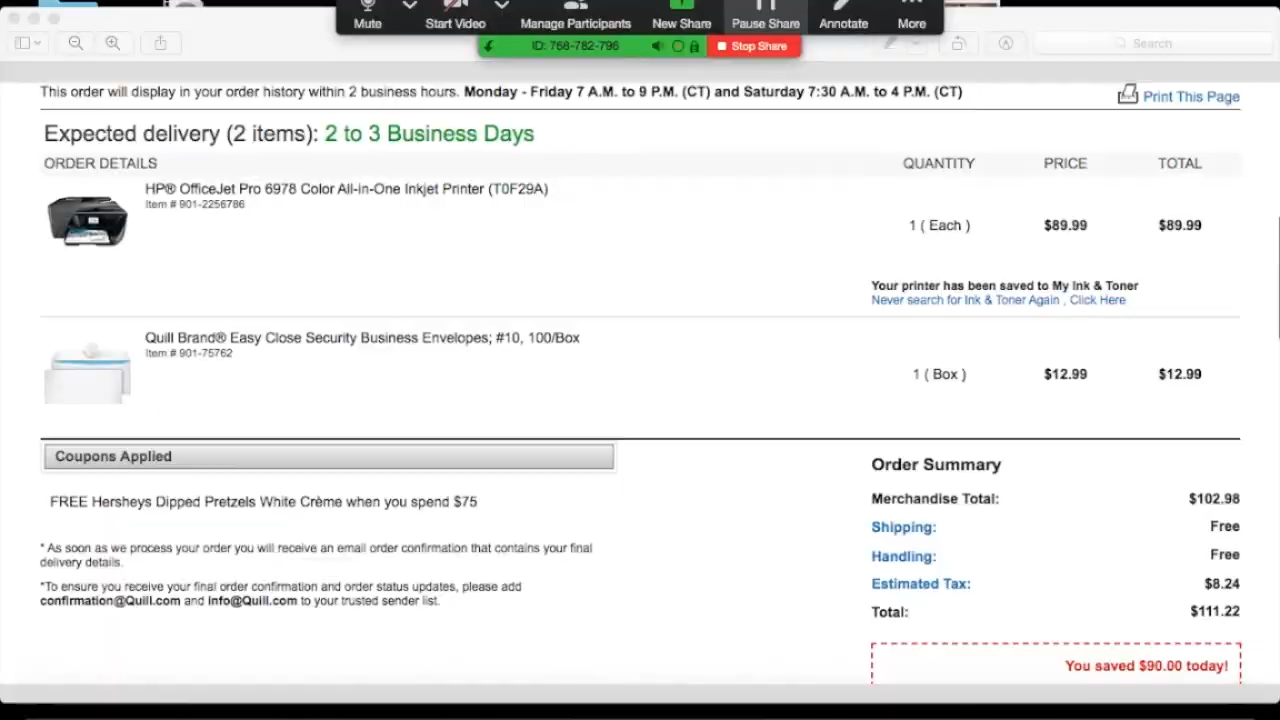 Mute
Start Video
Manage Participants
New Share
Pause Share
Annotate
More
ID: 768-782-796
Stop Share
Search
This order will display in your order history within 2 business hours. Monday - Friday 7 A.M. to 9 P.M. (CT) and Saturday 7:30 A.M. to 4 P.M. (CT)
Print This Page
Expected delivery (2 items): 2 to 3 Business Days
ORDER DETAILS QUANTITY PRICE TOTAL
HP® OfficeJet Pro 6978 Color All-in-One Inkjet Printer (T0F29A)
Item # 901-2256786
1 ( Each ) $89.99 $89.99
Your printer has been saved to My Ink & Toner
Never search for Ink & Toner Again , Click Here
Quill Brand® Easy Close Security Business Envelopes; #10, 100/Box
Item # 901-75762
1 ( Box ) $12.99 $12.99
Coupons Applied
FREE Hersheys Dipped Pretzels White Crème when you spend $75
* As soon as we process your order you will receive an email order confirmation that contains your final
delivery details.
*To ensure you receive your final order confirmation and order status updates, please add
confirmation@Quill.com and info@Quill.com to your trusted sender list.
Order Summary
Merchandise Total: $102.98
Shipping: Free
Handling: Free
Estimated Tax: $8.24
Total: $111.22
You saved $90.00 today!